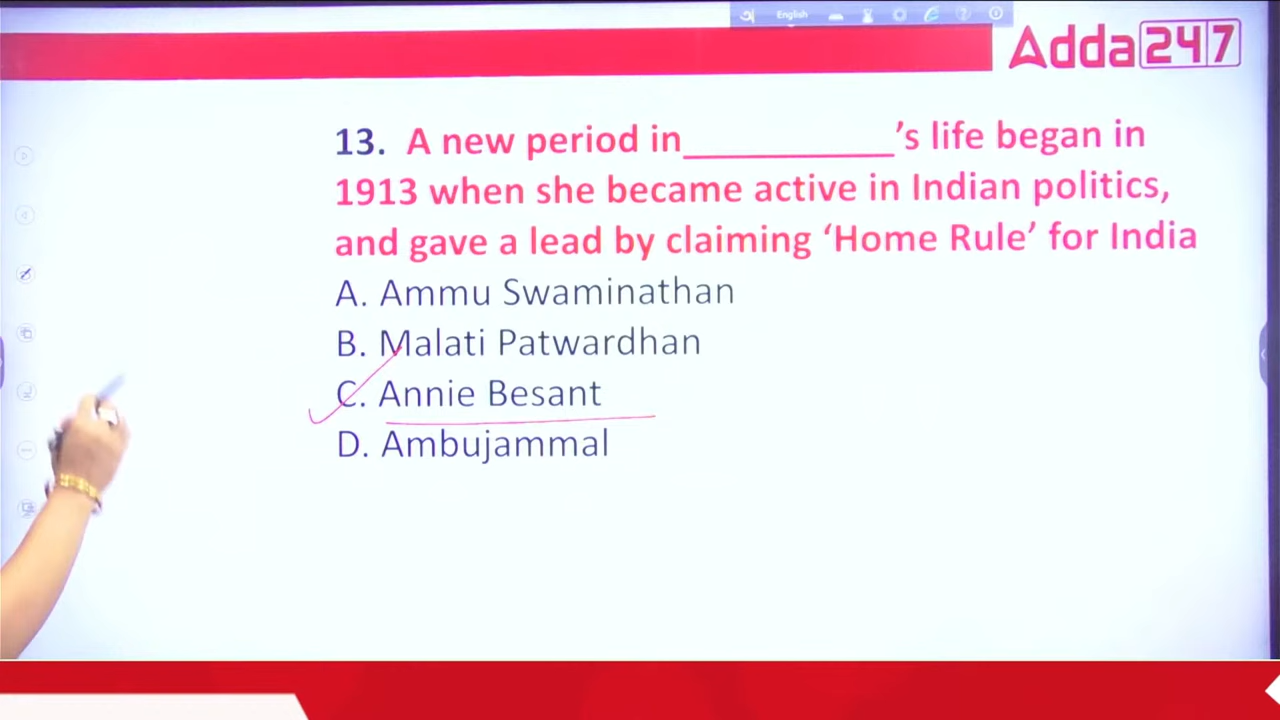 English
Adda247
13. A new period in__________'s life began in
1913 when she became active in Indian politics,
and gave a lead by claiming ‘Home Rule’ for India
A. Ammu Swaminathan
B. Malati Patwardhan
C. Annie Besant
D. Ambujammal